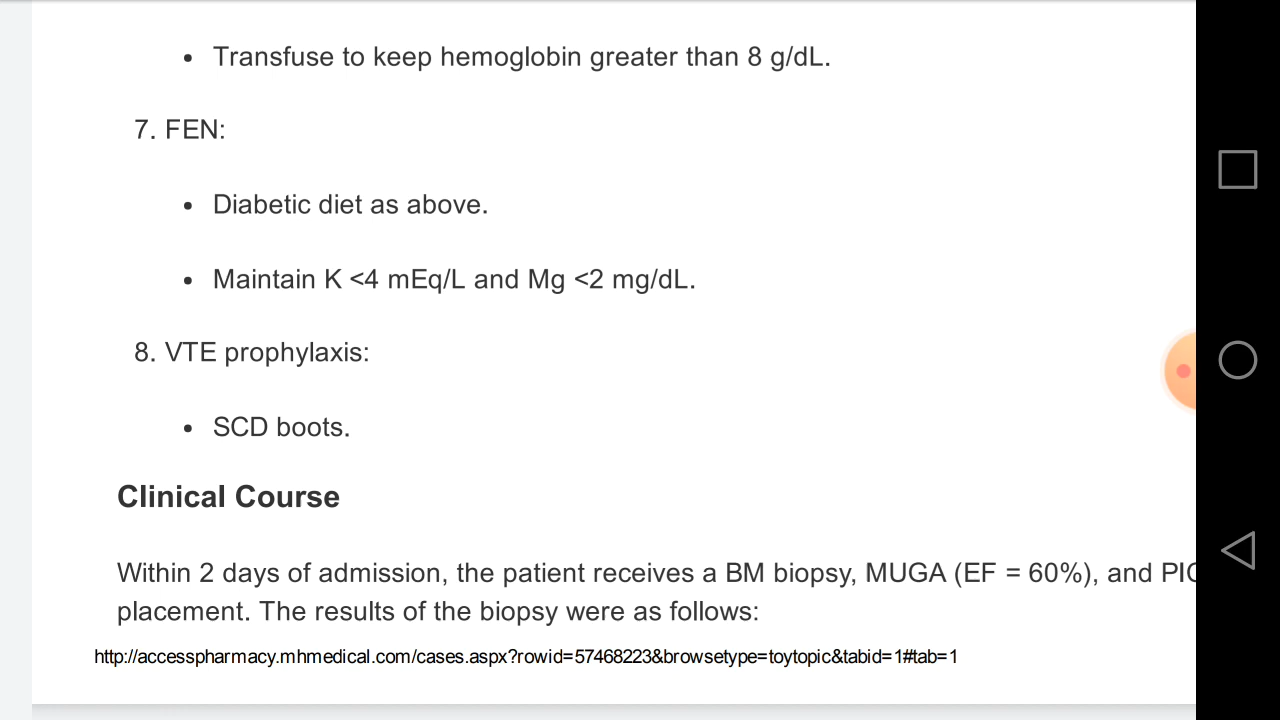 • Transfuse to keep hemoglobin greater than 8 g/dL.
7. FEN:
• Diabetic diet as above.
• Maintain K <4 mEq/L and Mg <2 mg/dL.
8. VTE prophylaxis:
• SCD boots.
Clinical Course
Within 2 days of admission, the patient receives a BM biopsy, MUGA (EF = 60%), and
placement. The results of the biopsy were as follows:
http://accesspharmacy.mhmedical.com/cases.aspx?rowid=57468223&browsetype=toytopic&tabid=1#tab=1